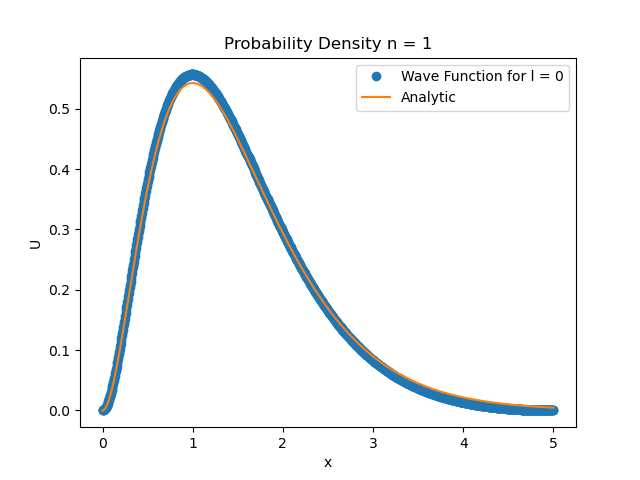 Probability Density n = 1
Wave Function for l = 0
Analytic
U
0.5
0.4
0.3
0.2
0.1
0.0
0
1
2
3
4
5
x